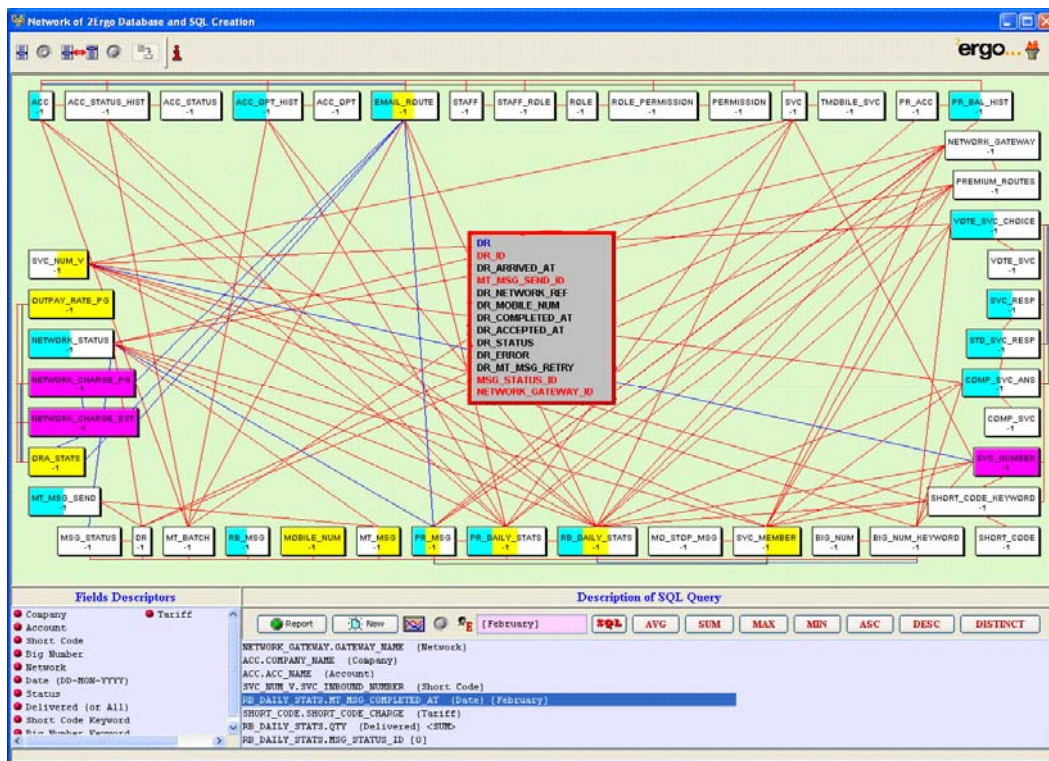 Network of 2Ergo Database and SQL Creation
2ergo...
ACC -1
ACC_STATUS_HIST -1
ACC_STATUS -1
ACC_OPT_HIST -1
ACC_OPT -1
EMAIL_ROUTE -1
STAFF -1
STAFF_ROLE -1
ROLE -1
ROLE_PERMISSION -1
PERMISSION -1
SVC -1
TMOBILE_SVC -1
PR_ACC -1
PR_BAL_HIST -1
NETWORK_GATEWAY
-1
PREMIUM_ROUTES
-1
VOTE_SVC_CHOICE
-1
VOTE_SVC
-1
SVC_RESP
-1
STD_SVC_RESP
-1
COMP_SVC_ANS
-1
COMP_SVC
-1
SVC_NUMBER
-1
SHORT_CODE_KEYWORD
-1
SVC_NUM_V
-1
OUTPAY_RATE_PG
-1
NETWORK_STATUS
-1
NETWORK_CHARGE_PG
-1
NETWORK_CHARGE_EXT
-1
DRA_STATS
-1
MT_MSG_SEND
-1
DR
DR_ID
DR_ARRIVED_AT
MT_MSG_SEND_ID
DR_NETWORK_REF
DR_MOBILE_NUM
DR_COMPLETED_AT
DR_ACCEPTED_AT
DR_STATUS
DR_ERROR
DR_MT_MSG_RETRY
MSG_STATUS_ID
NETWORK_GATEWAY_ID
MSG_STATUS -1
DR -1
MT_BATCH -1
RB_MSG -1
MOBILE_NUM -1
MT_MSG -1
PR_MSG -1
PR_DAILY_STATS -1
RB_DAILY_STATS -1
MO_STOP_MSG -1
SVC_MEMBER -1
BIG_NUM -1
BIG_NUM_KEYWORD -1
SHORT_CODE -1
Fields Descriptors
Company Tariff
Account
Short Code
Big Number
Network
Date (DD-MON-YYYY)
Status
Delivered (or All)
Short Code Keyword
Big Number Keyword
Description of SQL Query
Report New E [February] SQL AVG SUM MAX MIN ASC DESC DISTINCT
NETWORK_GATEWAY.GATEWAY_NAME (Network)
ACC.COMPANY_NAME (Company)
ACC.ACC_NAME (Account)
SVC_NUM_V.SVC_INBOUND_NUMBER (Short Code)
RB_DAILY_STATS.MT_MSG_COMPLETED_AT (Date) [February]
SHORT_CODE.SHORT_CODE_CHARGE (Tariff)
RB_DAILY_STATS.QTY (Delivered) <SUM>
RB_DAILY_STATS.MSG_STATUS_ID [0]